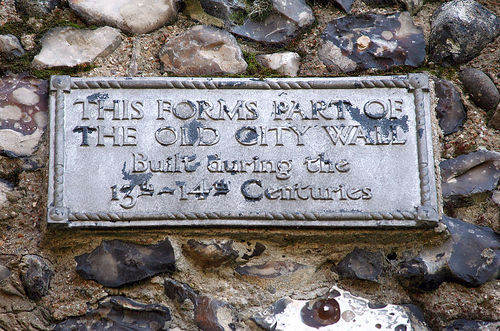 THIS FORMS PART OF
THE OLD CITY WALL
Built during the
13th-14th Centuries